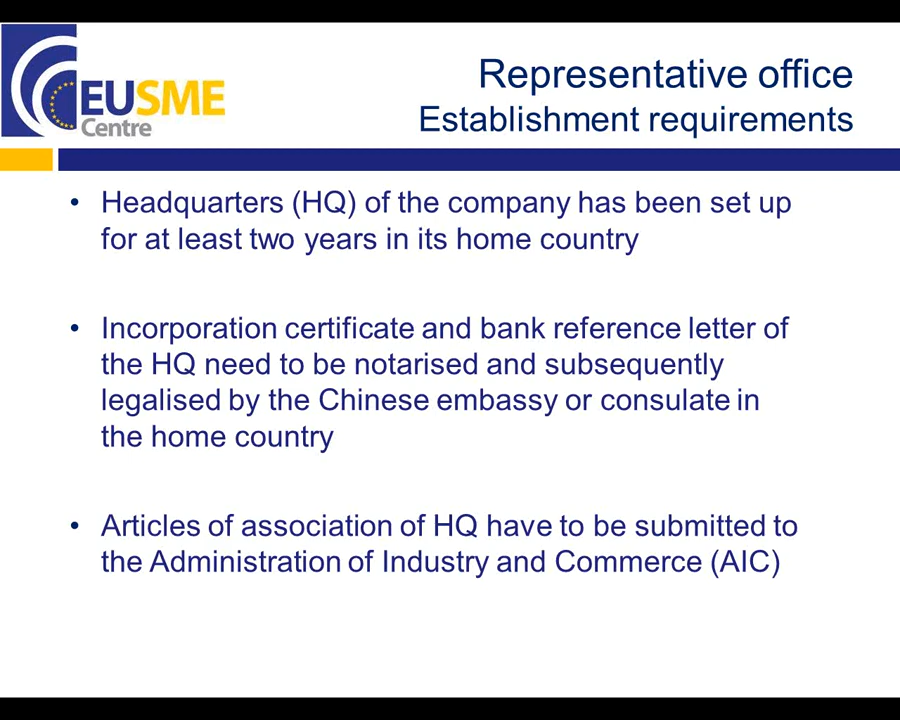 EUSME
Centre
Representative office
Establishment requirements
• Headquarters (HQ) of the company has been set up
for at least two years in its home country
• Incorporation certificate and bank reference letter of
the HQ need to be notarised and subsequently
legalised by the Chinese embassy or consulate in
the home country
• Articles of association of HQ have to be submitted to
the Administration of Industry and Commerce (AIC)